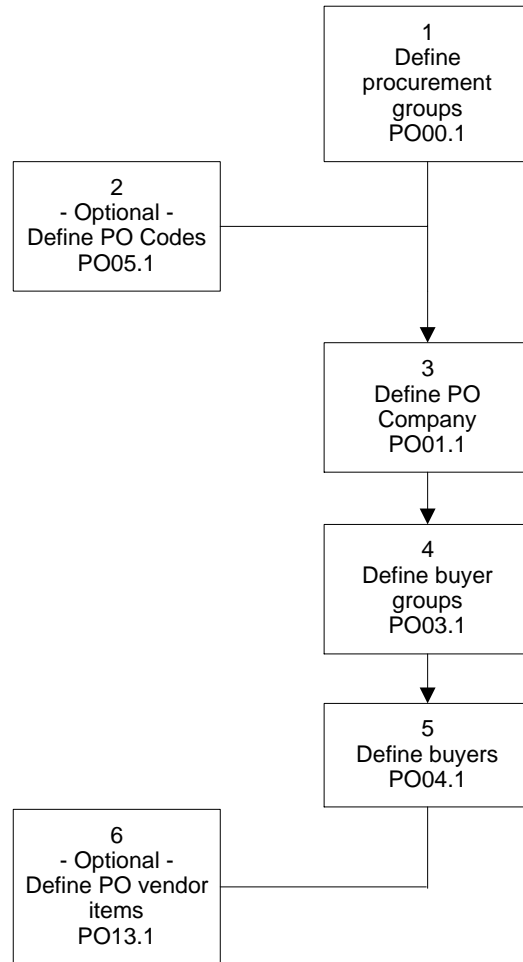 1
Define
procurement
groups
PO00.1
2
- Optional -
Define PO Codes
PO05.1
3
Define PO
Company
PO01.1
4
Define buyer
groups
PO03.1
5
Define buyers
PO04.1
6
- Optional -
Define PO vendor
items
PO13.1